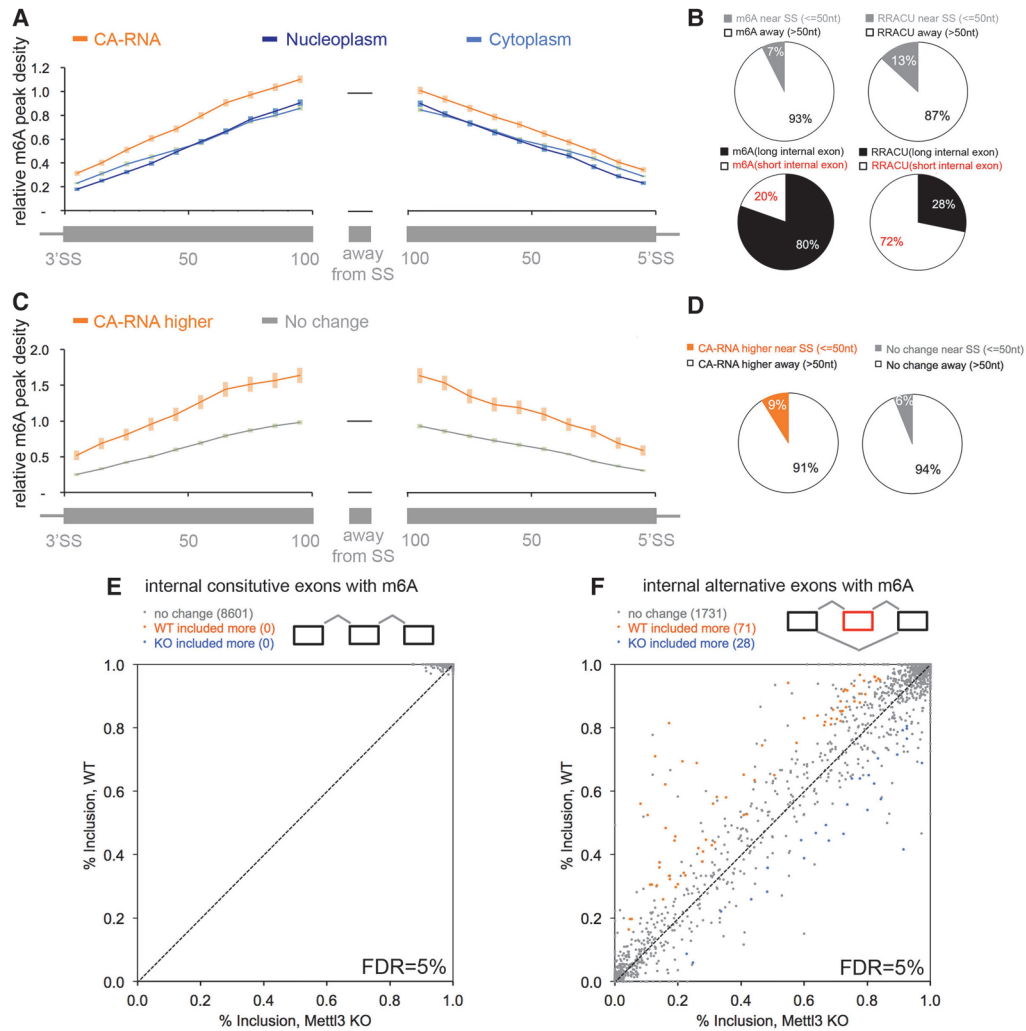 A
CA-RNA
Nucleoplasm
Cytoplasm
relative m6A peak desity
1.2
1.0
0.8
0.6
0.4
0.2
-
3'SS
50
100
away
from SS
100
50
5'SS
B
m6A near SS (<=50nt)
m6A away (>50nt)
7%
93%
RRACU near SS (<=50nt)
RRACU away (>50nt)
13%
87%
m6A(long internal exon)
m6A(short internal exon)
20%
80%
RRACU(long internal exon)
RRACU(short internal exon)
28%
72%
C
CA-RNA higher
No change
relative m6A peak desity
2.0
1.5
1.0
0.5
-
3'SS
50
100
away
from SS
100
50
5'SS
D
CA-RNA higher near SS (<=50nt)
CA-RNA higher away (>50nt)
9%
91%
No change near SS (<=50nt)
No change away (>50nt)
6%
94%
E
internal consitutive exons with m6A
no change (8601)
WT included more (0)
KO included more (0)
% Inclusion, WT
1.0
0.8
0.6
0.4
0.2
0.0
FDR=5%
0.0
0.2
0.4
0.6
0.8
1.0
% Inclusion, Mettl3 KO
F
internal alternative exons with m6A
no change (1731)
WT included more (71)
KO included more (28)
% Inclusion, WT
1.0
0.8
0.6
0.4
0.2
0.0
FDR=5%
0.0
0.2
0.4
0.6
0.8
1.0
% Inclusion, Mettl3 KO